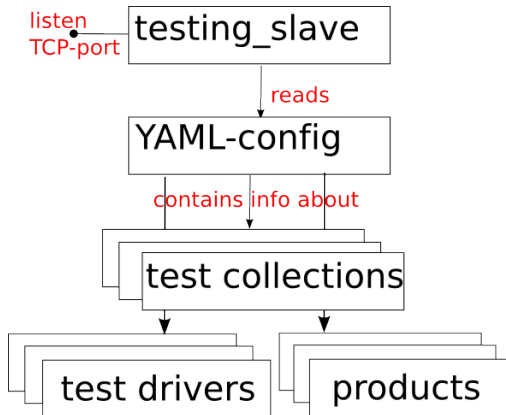 listen
TCP-port
testing_slave
reads
YAML-config
contains info about
test collections
test drivers
products